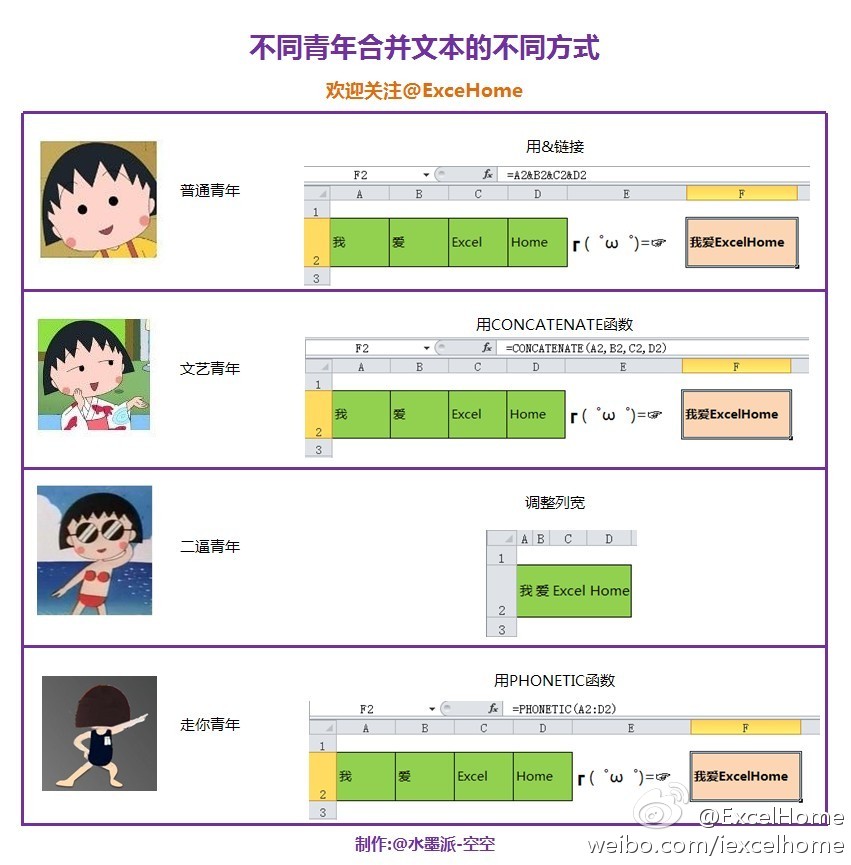 不同青年合并文本的不同方式
欢迎关注@ExceHome
用&链接
普通青年
F2 fx =A2&B2&C2&D2
A B C D E F
1
2 我 爱 Excel Home ┏(゜ω゜)=☞ 我爱ExcelHome
3
用CONCATENATE函数
文艺青年
F2 fx =CONCATENATE(A2,B2,C2,D2)
A B C D E F
1
2 我 爱 Excel Home ┏(゜ω゜)=☞ 我爱ExcelHome
3
调整列宽
二逼青年
A B C D
1
2 我 爱 Excel Home
3
用PHONETIC函数
走你青年
F2 fx =PHONETIC(A2:D2)
A B C D E F
1
2 我 爱 Excel Home ┏(゜ω゜)=☞ 我爱ExcelHome
3
@ExcelHome
制作:@水墨派-空空
weibo.com/iexcelhome